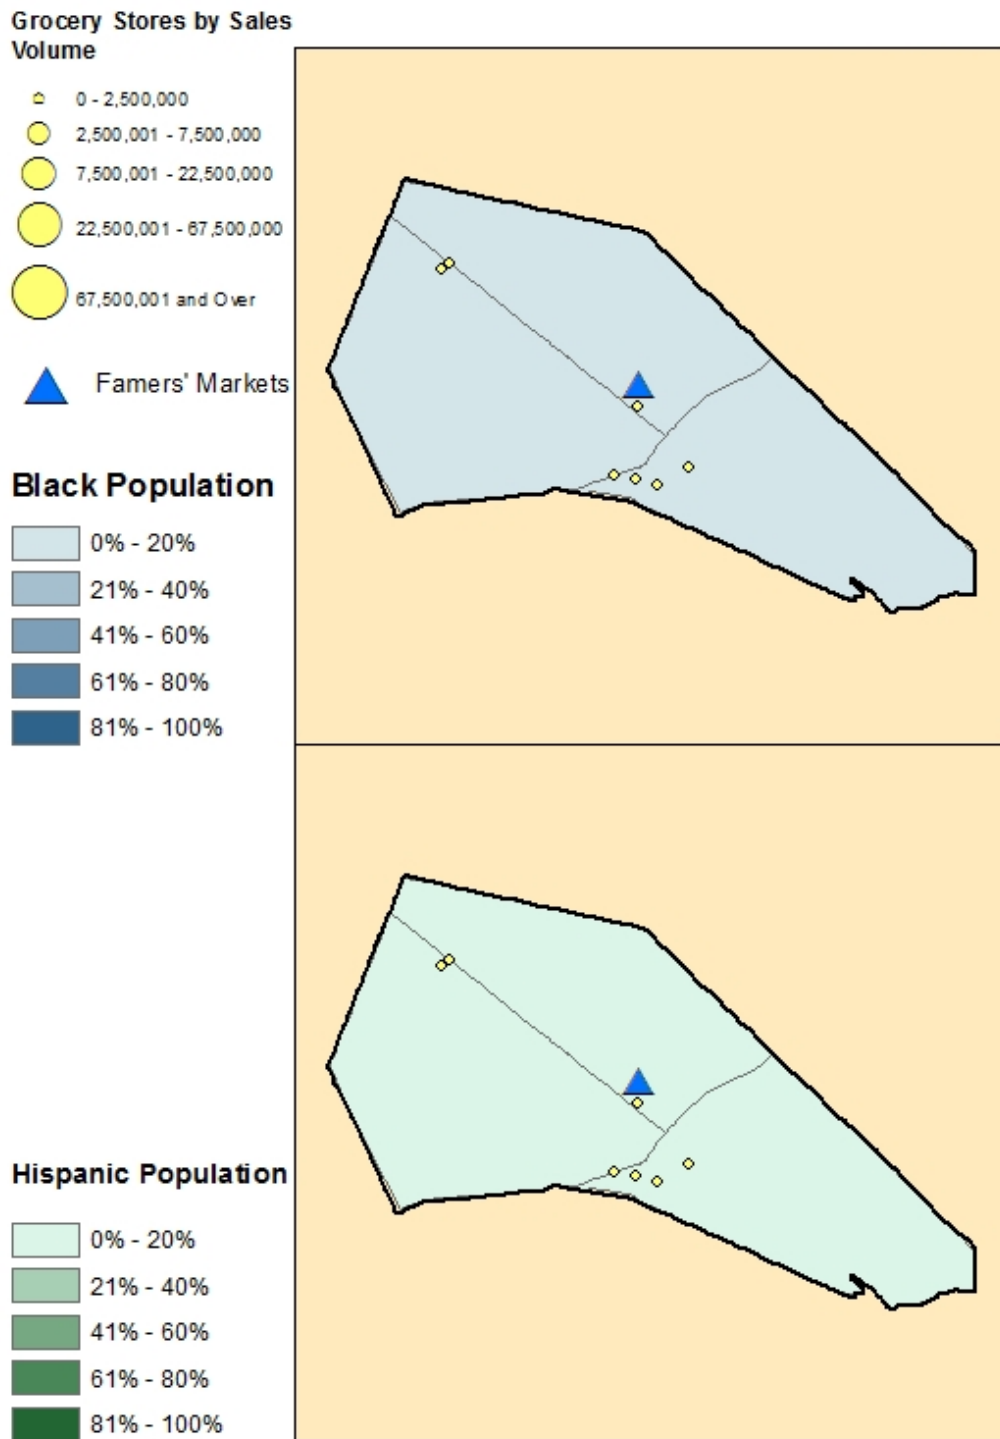 Grocery Stores by Sales
Volume
0 - 2,500,000
2,500,001 - 7,500,000
7,500,001 - 22,500,000
22,500,001 - 67,500,000
67,500,001 and Over
Famers' Markets
Black Population
0% - 20%
21% - 40%
41% - 60%
61% - 80%
81% - 100%
Hispanic Population
0% - 20%
21% - 40%
41% - 60%
61% - 80%
81% - 100%